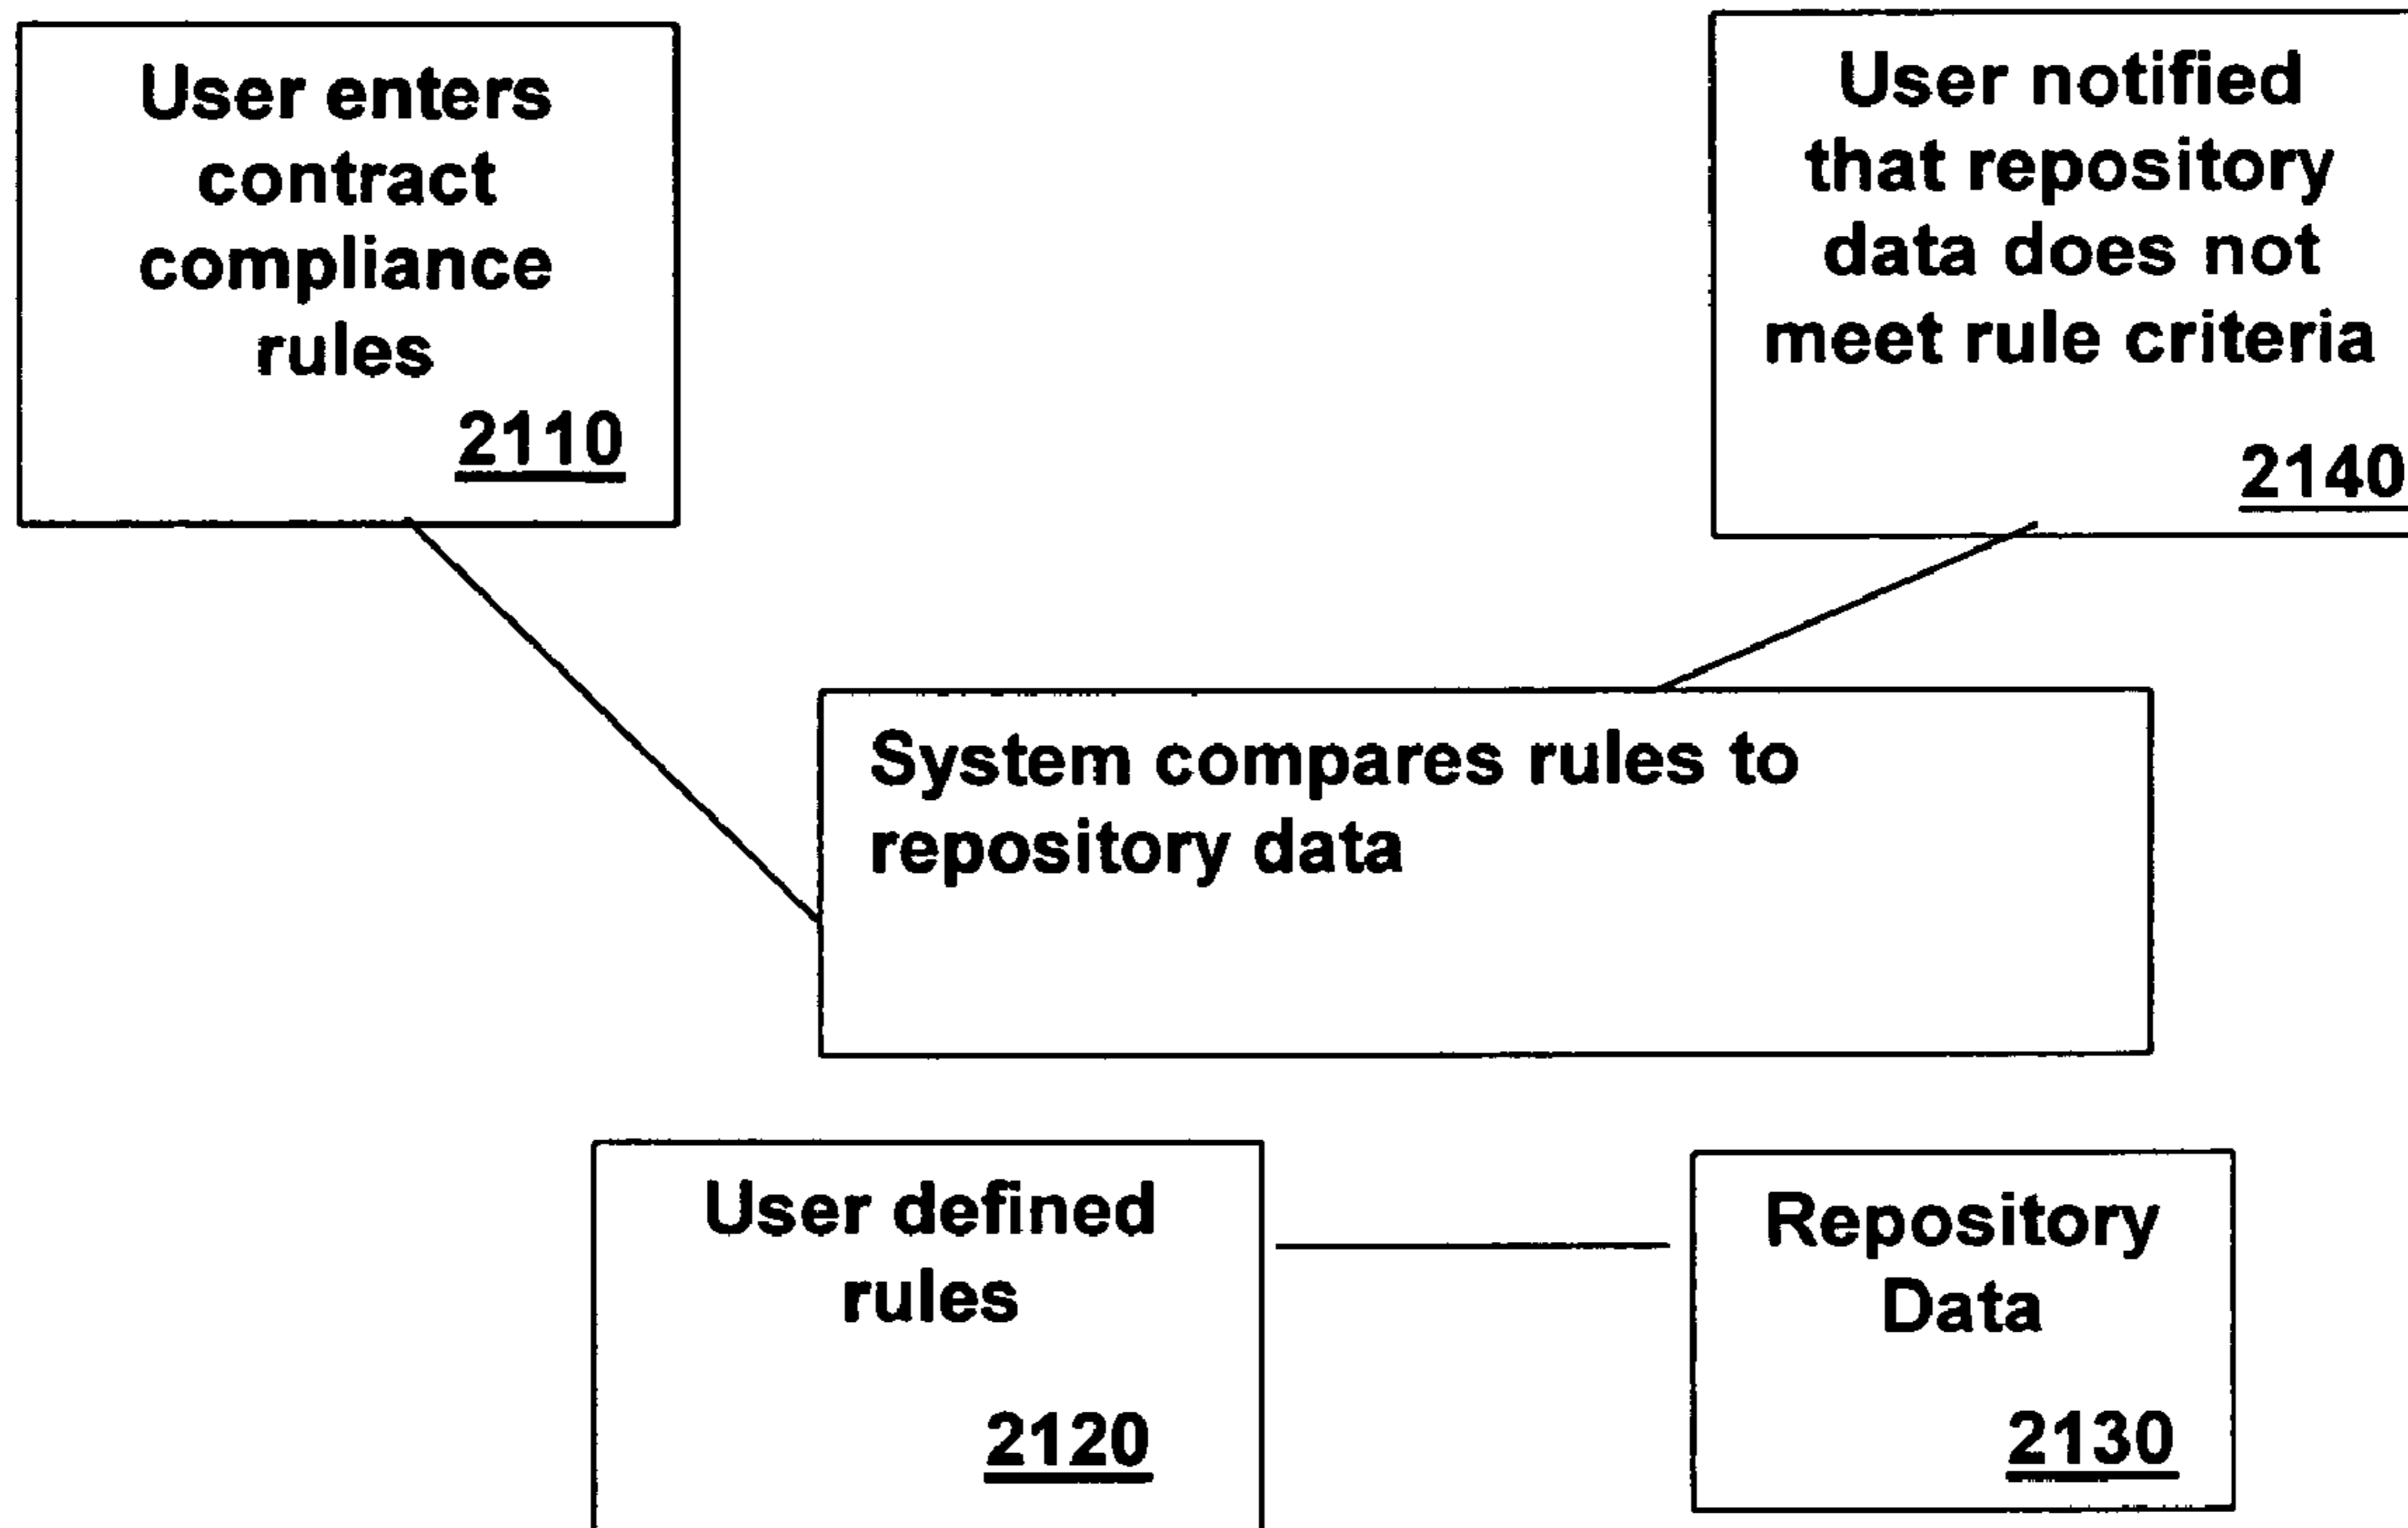 User enters
contract
compliance
rules
2110
User notified
that repository
data does not
meet rule criteria
2140
System compares rules to
repository data
User defined
rules
2120
Repository
Data
2130